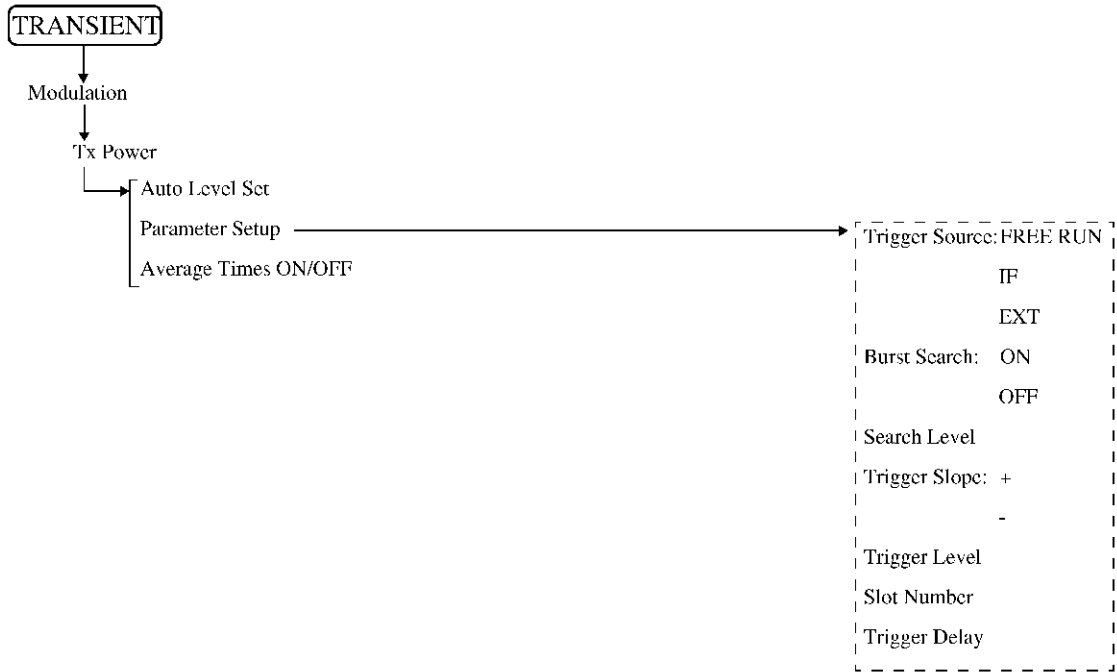 TRANSIENT
Modulation
Tx Power
Auto Level Set
Parameter Setup
Average Times ON/OFF
Trigger Source: FREE RUN
IF
EXT
Burst Search: ON
OFF
Search Level
Trigger Slope: +
-
Trigger Level
Slot Number
Trigger Delay